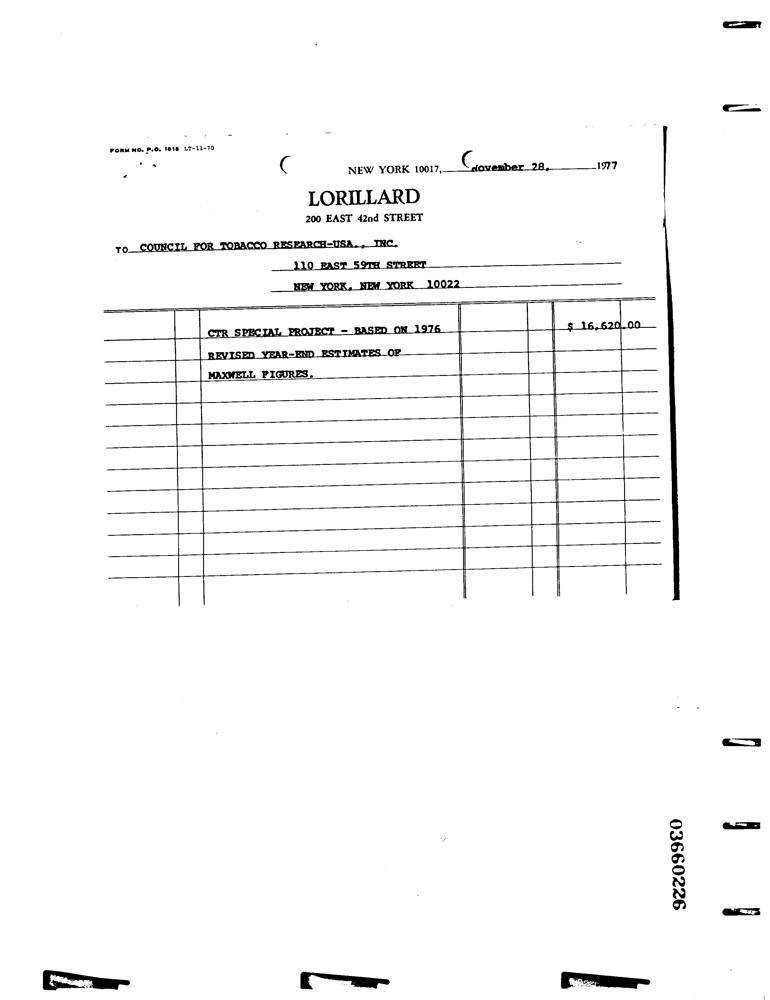 FORM NO. P.O. 1618 LT-11-70
NEW YORK 10017, November 28, 1977
LORILLARD
200 EAST 42nd STREET
TO COUNCIL FOR TOBACCO RESEARCH-USA., INC.
110 EAST 59TH STREET
NEW YORK, NEW YORK 10022
CTR SPECIAL PROJECT - BASED ON 1976 $ 16,620.00
REVISED YEAR-END ESTIMATES OF
MAXWELL FIGURES.
03660226